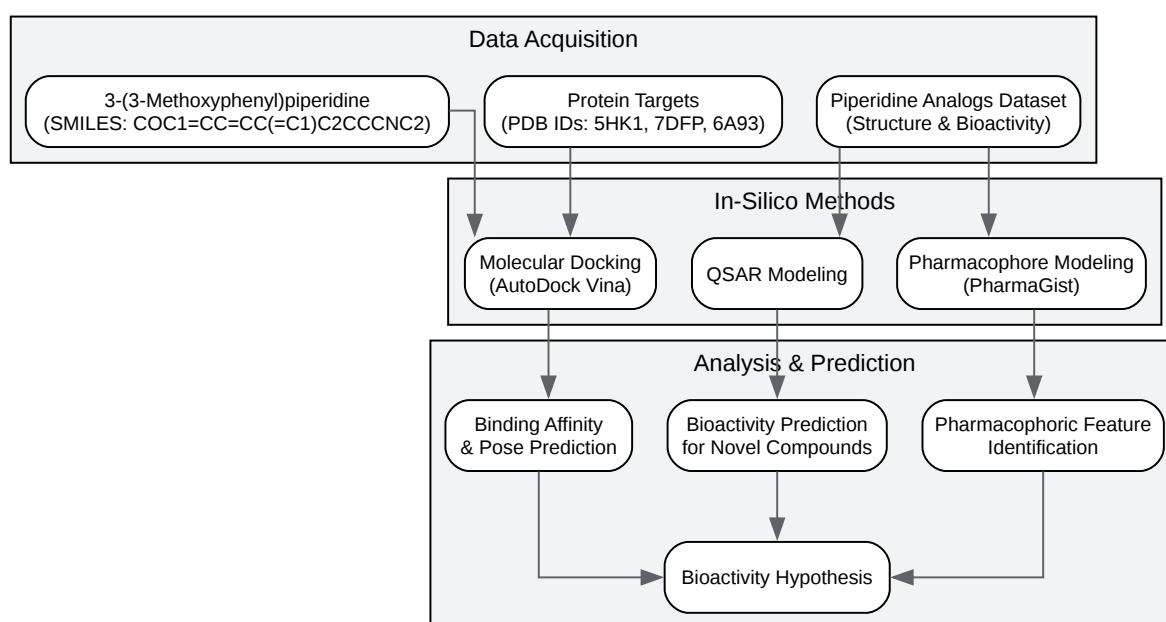 Data Acquisition
3-(3-Methoxyphenyl)piperidine
(SMILES: COC1=CC=CC(=C1)C2CCCNC2)
Protein Targets
(PDB IDs: 5HK1, 7DFP, 6A93)
Piperidine Analogs Dataset
(Structure & Bioactivity)
In-Silico Methods
Molecular Docking
(AutoDock Vina)
QSAR Modeling
Pharmacophore Modeling
(PharmaGist)
Analysis & Prediction
Binding Affinity
& Pose Prediction
Bioactivity Prediction
for Novel Compounds
Pharmacophoric Feature
Identification
Bioactivity Hypothesis